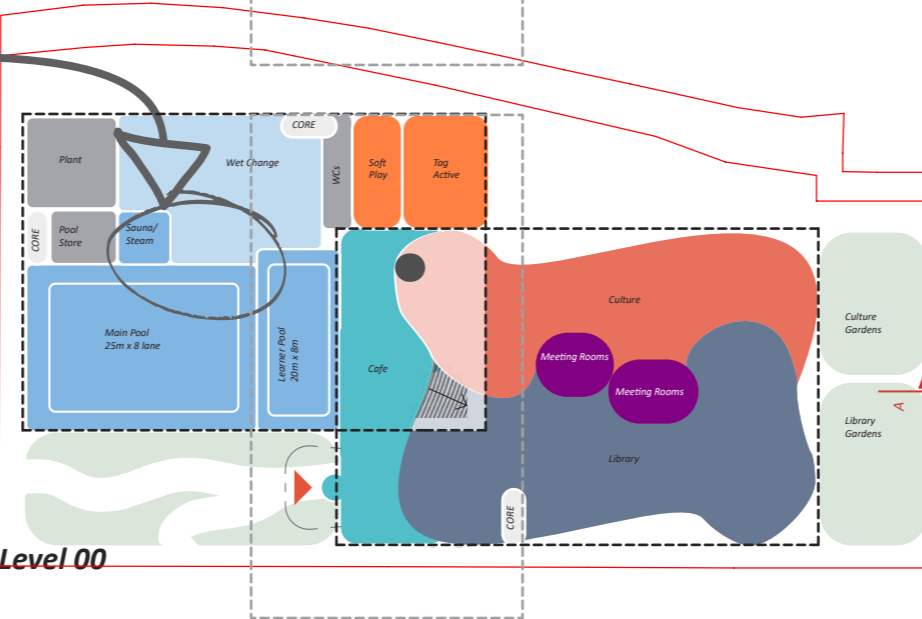 CORE
Plant
Wet Change
WCs
Soft
Play
Tag
Active
CORE
Pool
Store
Sauna/
Steam
Main Pool
25m x 8 lane
Learner Pool
20m x 8m
Cafe
Culture
Meeting Rooms
Meeting Rooms
Library
CORE
Culture
Gardens
Library
Gardens
A
Level 00